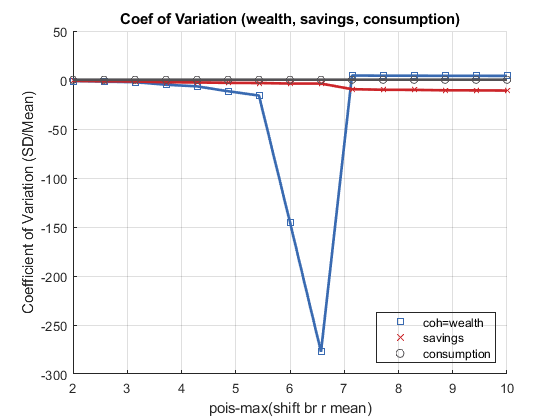 Coef of Variation (wealth, savings, consumption)
Coefficient of Variation (SD/Mean)
50
0
-50
-100
-150
-200
-250
-300
2 3 4 5 6 7 8 9 10
pois-max(shift br r mean)
coh=wealth
savings
consumption